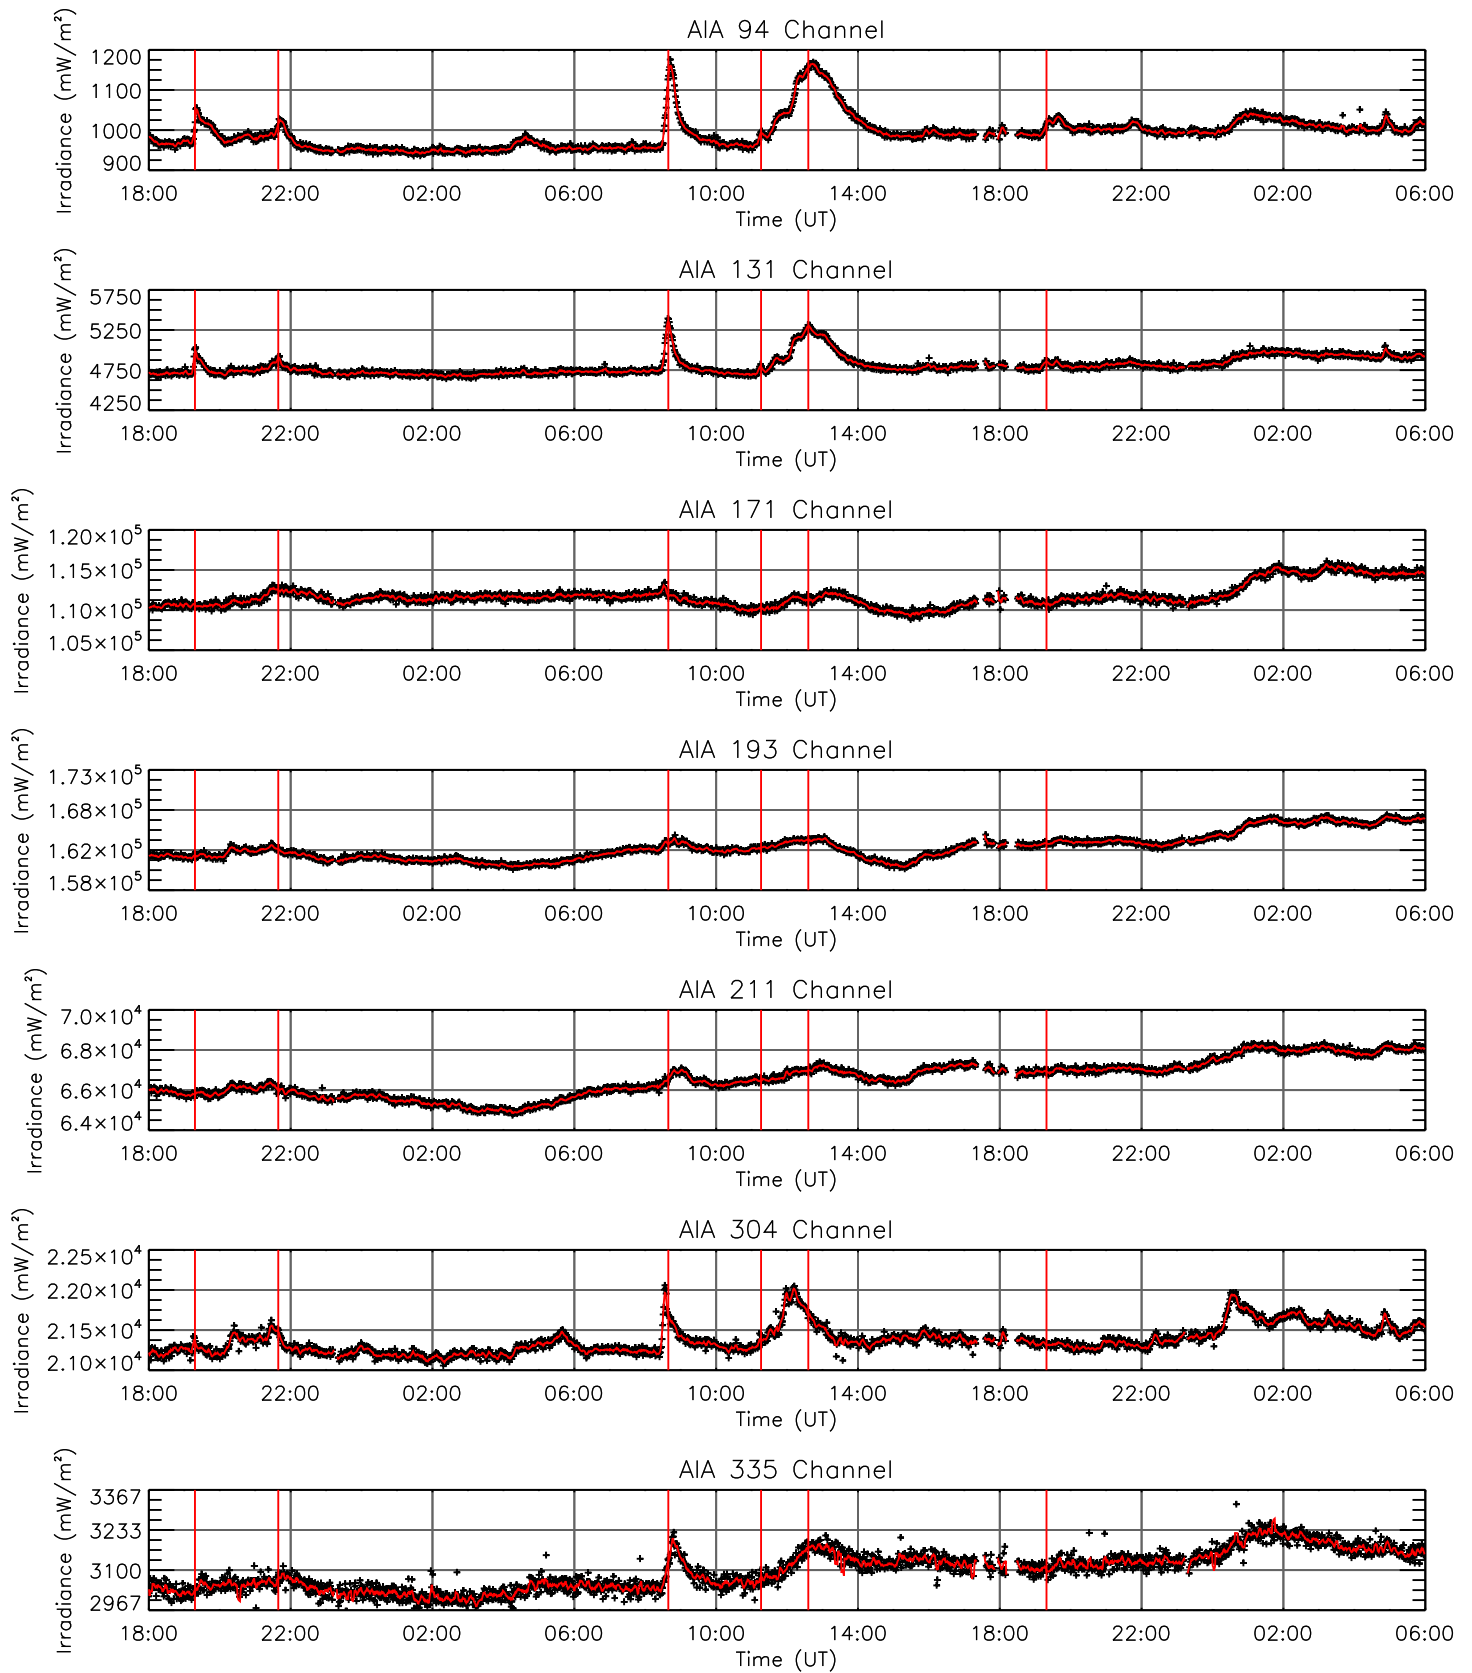 AIA 94 Channel
Irradiance (mW/m²)
1200
1100
1000
900
18:00 22:00 02:00 06:00 10:00 14:00 18:00 22:00 02:00 06:00
Time (UT)
AIA 131 Channel
Irradiance (mW/m²)
5750
5250
4750
4250
18:00 22:00 02:00 06:00 10:00 14:00 18:00 22:00 02:00 06:00
Time (UT)
AIA 171 Channel
Irradiance (mW/m²)
1.20×10⁵
1.15×10⁵
1.10×10⁵
1.05×10⁵
18:00 22:00 02:00 06:00 10:00 14:00 18:00 22:00 02:00 06:00
Time (UT)
AIA 193 Channel
Irradiance (mW/m²)
1.73×10⁵
1.68×10⁵
1.62×10⁵
1.58×10⁵
18:00 22:00 02:00 06:00 10:00 14:00 18:00 22:00 02:00 06:00
Time (UT)
AIA 211 Channel
Irradiance (mW/m²)
7.0×10⁴
6.8×10⁴
6.6×10⁴
6.4×10⁴
18:00 22:00 02:00 06:00 10:00 14:00 18:00 22:00 02:00 06:00
Time (UT)
AIA 304 Channel
Irradiance (mW/m²)
2.25×10⁴
2.20×10⁴
2.15×10⁴
2.10×10⁴
18:00 22:00 02:00 06:00 10:00 14:00 18:00 22:00 02:00 06:00
Time (UT)
AIA 335 Channel
Irradiance (mW/m²)
3367
3233
3100
2967
18:00 22:00 02:00 06:00 10:00 14:00 18:00 22:00 02:00 06:00
Time (UT)